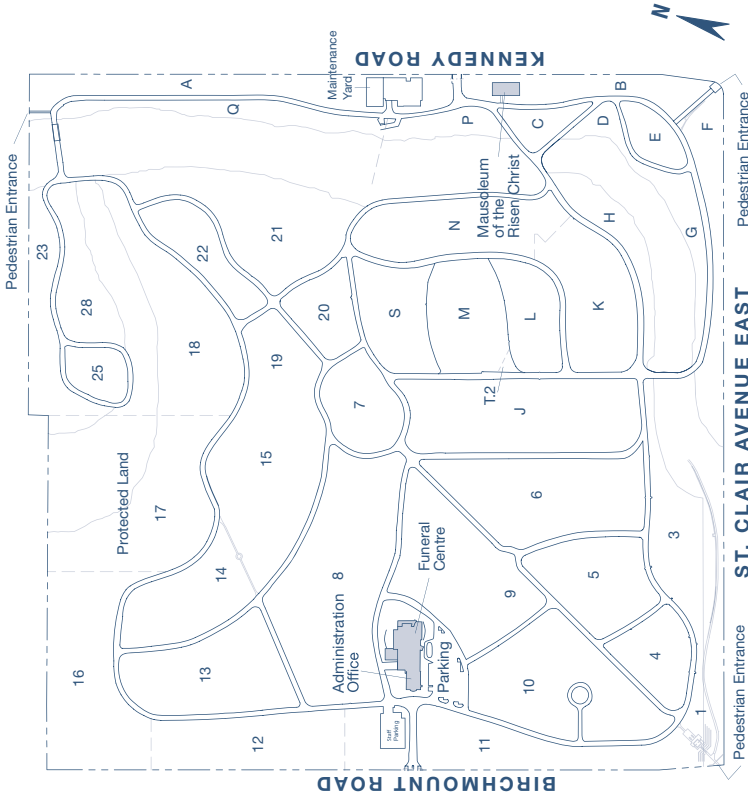 N
KENNEDY ROAD
Maintenance
Yard
A
Q
P
B
C
D
E
F
G
H
Mausoleum
of the
Risen Christ
Pedestrian Entrance
Pedestrian Entrance
23
28
25
22
21
18
20
19
N
S
M
L
K
T.2
J
7
15
17
Protected Land
14
8
6
3
5
9
Funeral
Centre
Administration
Office
Parking
Staff
Parking
16
13
12
10
4
1
11
Pedestrian Entrance
ST. CLAIR AVENUE EAST
BIRCHMOUNT ROAD